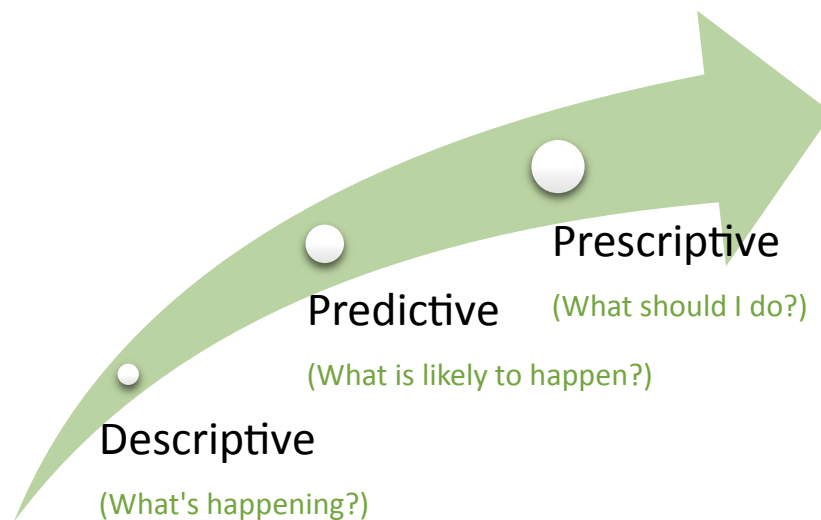 Descriptive
(What's happening?)
Predictive
(What is likely to happen?)
Prescriptive
(What should I do?)